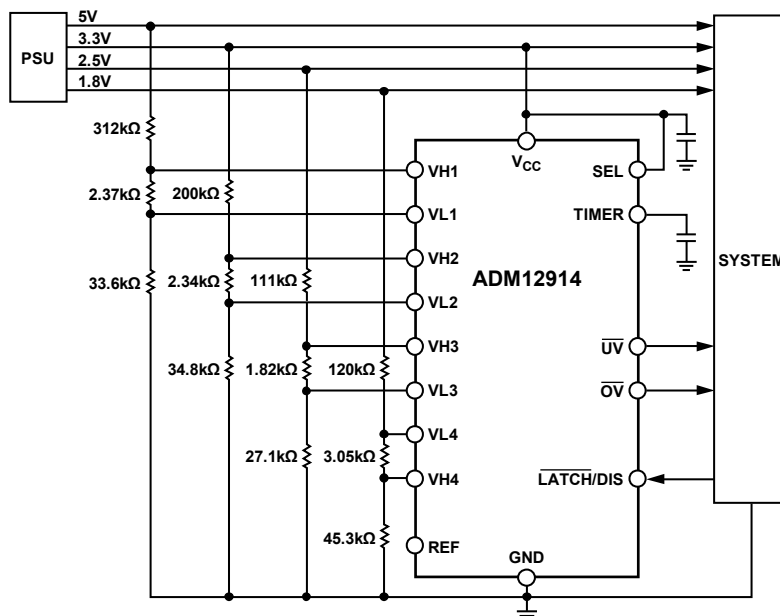 5V
3.3V
PSU
2.5V
1.8V
312kΩ
2.37kΩ
200kΩ
33.6kΩ
2.34kΩ
111kΩ
34.8kΩ
1.82kΩ
120kΩ
27.1kΩ
3.05kΩ
45.3kΩ
VCC
VH1
SEL
VL1
TIMER
VH2
ADM12914
VL2
VH3
UV
VL3
OV
VL4
VH4
LATCH/DIS
REF
GND
SYSTEM